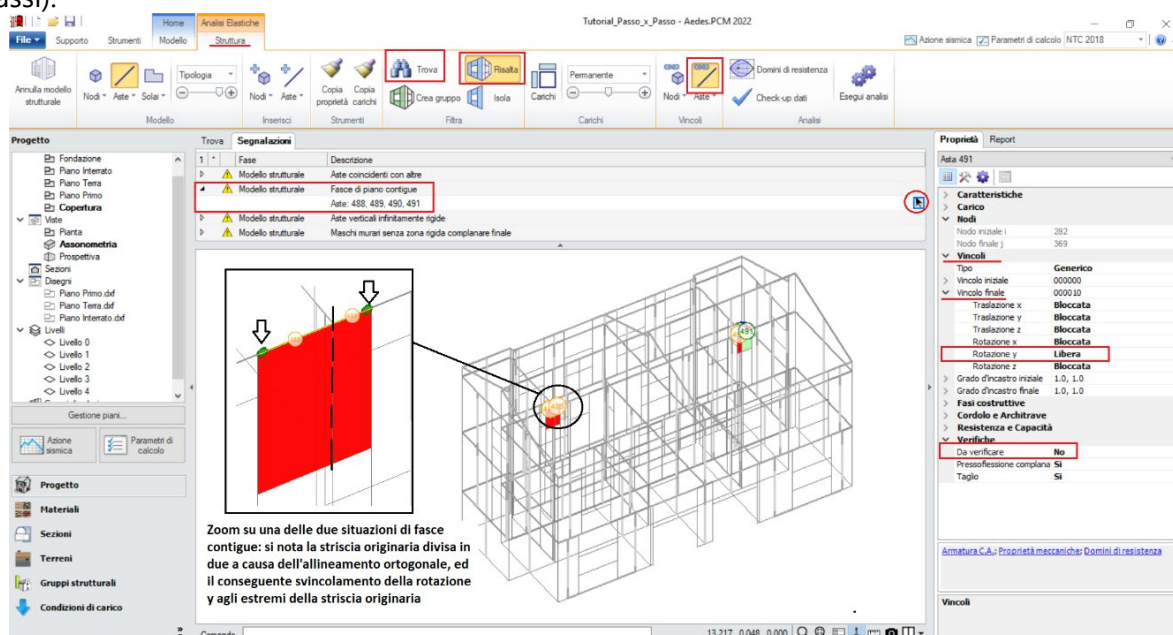 assi).
Tutorial_Passo_x_Passo - Aedes.PCM 2022
Home Analisi Elastiche
File Supporto Strumenti Modello Struttura
Azione sismica Parametri di calcolo NTC 2018
Annulla modello strutturale
Nodi Aste Solai
Tipologia
Nodi Aste
Copia proprietà
Copia carichi
Trova
Risalta
Crea gruppo
Isola
Carichi
Permanente
Nodi Aste
Domini di resistenza
Check-up dati
Esegui analisi
Modello Inserisci Strumenti Filtra Carichi Vincoli Analisi
Progetto
Fondazione
Piano Interrato
Piano Terra
Piano Primo
Copertura
Viste
Pianta
Assonometria
Prospettiva
Sezioni
Disegni
Piano Primo.dxf
Piano Terra.dxf
Piano Interrato.dxf
Livelli
Livello 0
Livello 1
Livello 2
Livello 3
Livello 4
Gestione piani...
Azione sismica
Parametri di calcolo
Progetto
Materiali
Sezioni
Terreni
Gruppi strutturali
Condizioni di carico
Trova Segnalazioni
1 * Fase Descrizione
Modello strutturale Aste coincidenti con altre
Modello strutturale Fasce di piano contigue
Aste: 488, 489, 490, 491
Modello strutturale Aste verticali infinitamente rigide
Modello strutturale Maschi murari senza zona rigida complanare finale
491
Zoom su una delle due situazioni di fasce
contigue: si nota la striscia originaria divisa in
due a causa dell'allineamento ortogonale, ed
il conseguente svincolamento della rotazione
y agli estremi della striscia originaria
Comando
13.217 0.048 0.000
Proprietà Report
Asta 491
Caratteristiche
Carico
Nodi
Nodo iniziale i 282
Nodo finale j 369
Vincoli
Tipo Generico
Vincolo iniziale 000000
Vincolo finale 000010
Traslazione x Bloccata
Traslazione y Bloccata
Traslazione z Bloccata
Rotazione x Bloccata
Rotazione y Libera
Rotazione z Bloccata
Grado d'incastro iniziale 1.0, 1.0
Grado d'incastro finale 1.0, 1.0
Fasi costruttive
Cordolo e Architrave
Resistenza e Capacità
Verifiche
Da verificare No
Pressoflessione complana Sì
Taglio Sì
Armatura C.A.; Proprietà meccaniche; Domini di resistenza
Vincoli